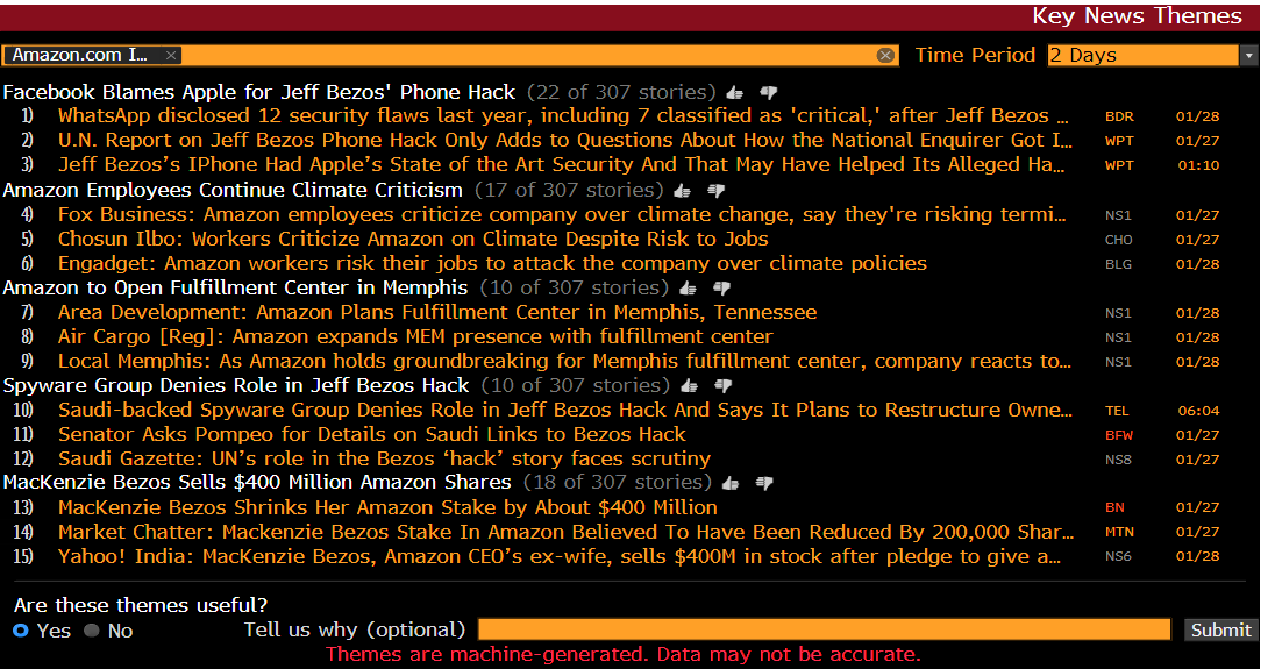 Key News Themes
Amazon.com I… × Time Period 2 Days
Facebook Blames Apple for Jeff Bezos' Phone Hack (22 of 307 stories)
1) WhatsApp disclosed 12 security flaws last year, including 7 classified as 'critical,' after Jeff Bezos … BDR 01/28
2) U.N. Report on Jeff Bezos Phone Hack Only Adds to Questions About How the National Enquirer Got I… WPT 01/27
3) Jeff Bezos’s IPhone Had Apple’s State of the Art Security And That May Have Helped Its Alleged Ha… WPT 01:10
Amazon Employees Continue Climate Criticism (17 of 307 stories)
4) Fox Business: Amazon employees criticize company over climate change, say they're risking termi… NS1 01/27
5) Chosun Ilbo: Workers Criticize Amazon on Climate Despite Risk to Jobs CHO 01/27
6) Engadget: Amazon workers risk their jobs to attack the company over climate policies BLG 01/28
Amazon to Open Fulfillment Center in Memphis (10 of 307 stories)
7) Area Development: Amazon Plans Fulfillment Center in Memphis, Tennessee NS1 01/28
8) Air Cargo [Reg]: Amazon expands MEM presence with fulfillment center NS1 01/28
9) Local Memphis: As Amazon holds groundbreaking for Memphis fulfillment center, company reacts to… NS1 01/28
Spyware Group Denies Role in Jeff Bezos Hack (10 of 307 stories)
10) Saudi-backed Spyware Group Denies Role in Jeff Bezos Hack And Says It Plans to Restructure Owne… TEL 06:04
11) Senator Asks Pompeo for Details on Saudi Links to Bezos Hack BFW 01/27
12) Saudi Gazette: UN’s role in the Bezos ‘hack’ story faces scrutiny NS8 01/27
MacKenzie Bezos Sells $400 Million Amazon Shares (18 of 307 stories)
13) MacKenzie Bezos Shrinks Her Amazon Stake by About $400 Million BN 01/27
14) Market Chatter: Mackenzie Bezos Stake In Amazon Believed To Have Been Reduced By 200,000 Shar… MTN 01/27
15) Yahoo! India: MacKenzie Bezos, Amazon CEO’s ex-wife, sells $400M in stock after pledge to give a… NS6 01/28
Are these themes useful?
Yes No Tell us why (optional) Submit
Themes are machine-generated. Data may not be accurate.